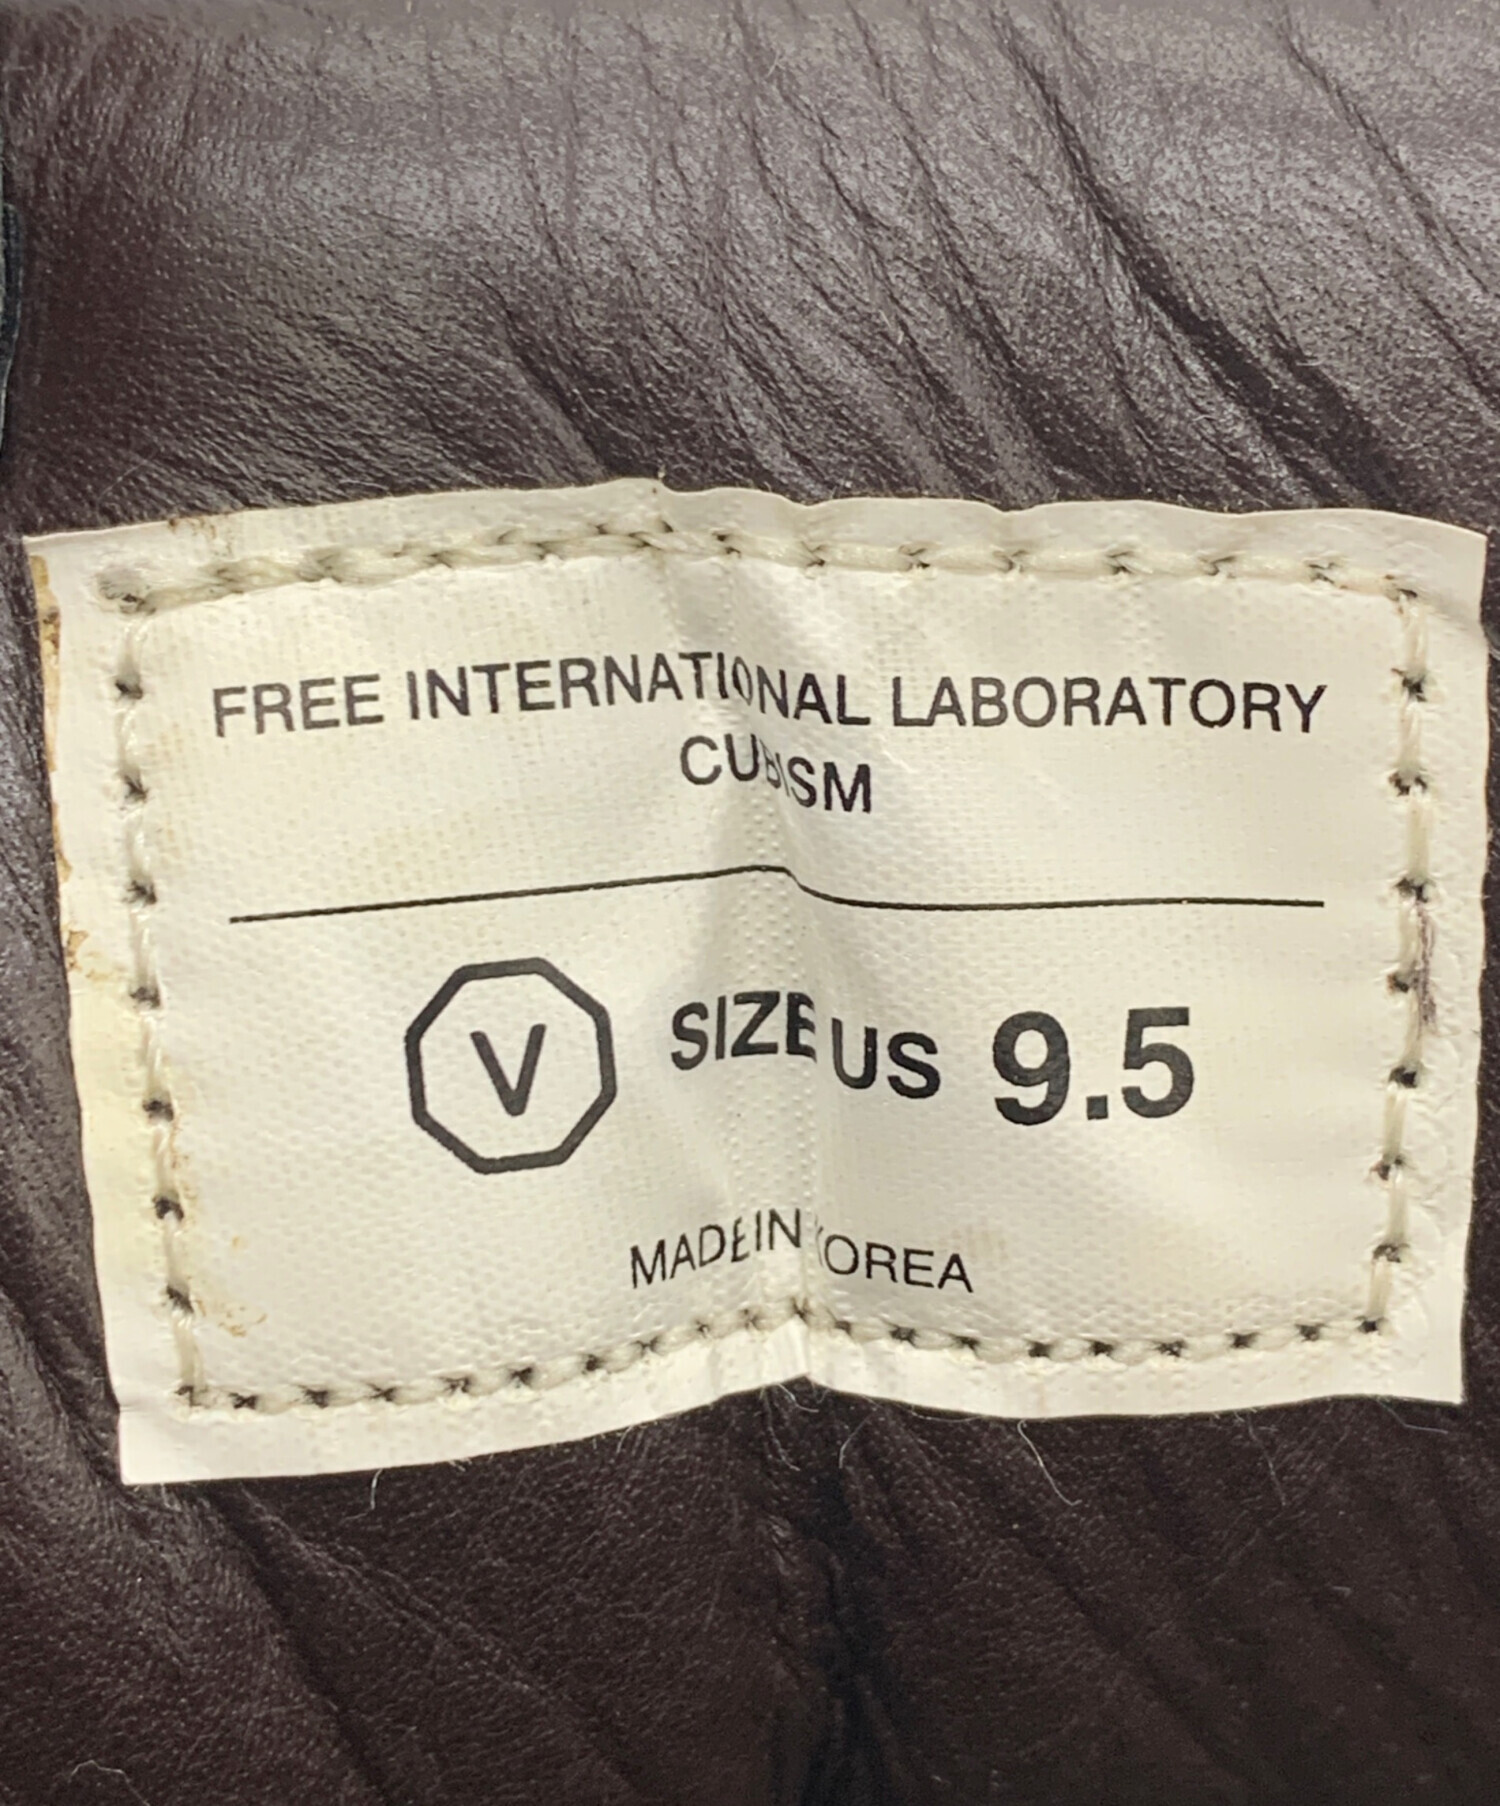 FREE INTERNATIONAL LABORATORY
CUBISM
V SIZE US 9.5
MADE IN KOREA